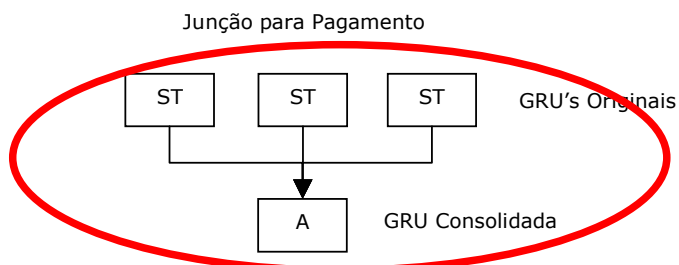 Junção para Pagamento
ST ST ST GRU's Originais
A GRU Consolidada